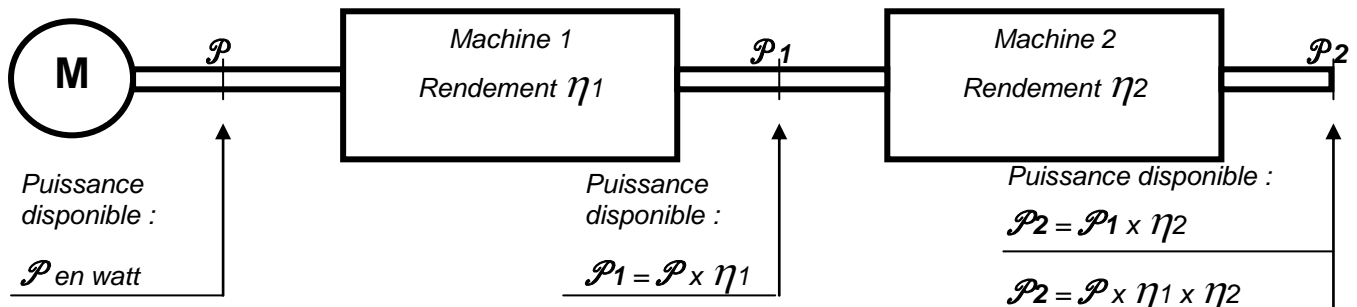 M
𝒫
Machine 1
Rendement η1
𝒫1
Machine 2
Rendement η2
𝒫2
Puissance
disponible :
𝒫 en watt
Puissance
disponible :
𝒫1 = 𝒫 x η1
Puissance disponible :
𝒫2 = 𝒫1 x η2
𝒫2 = 𝒫 x η1 x η2